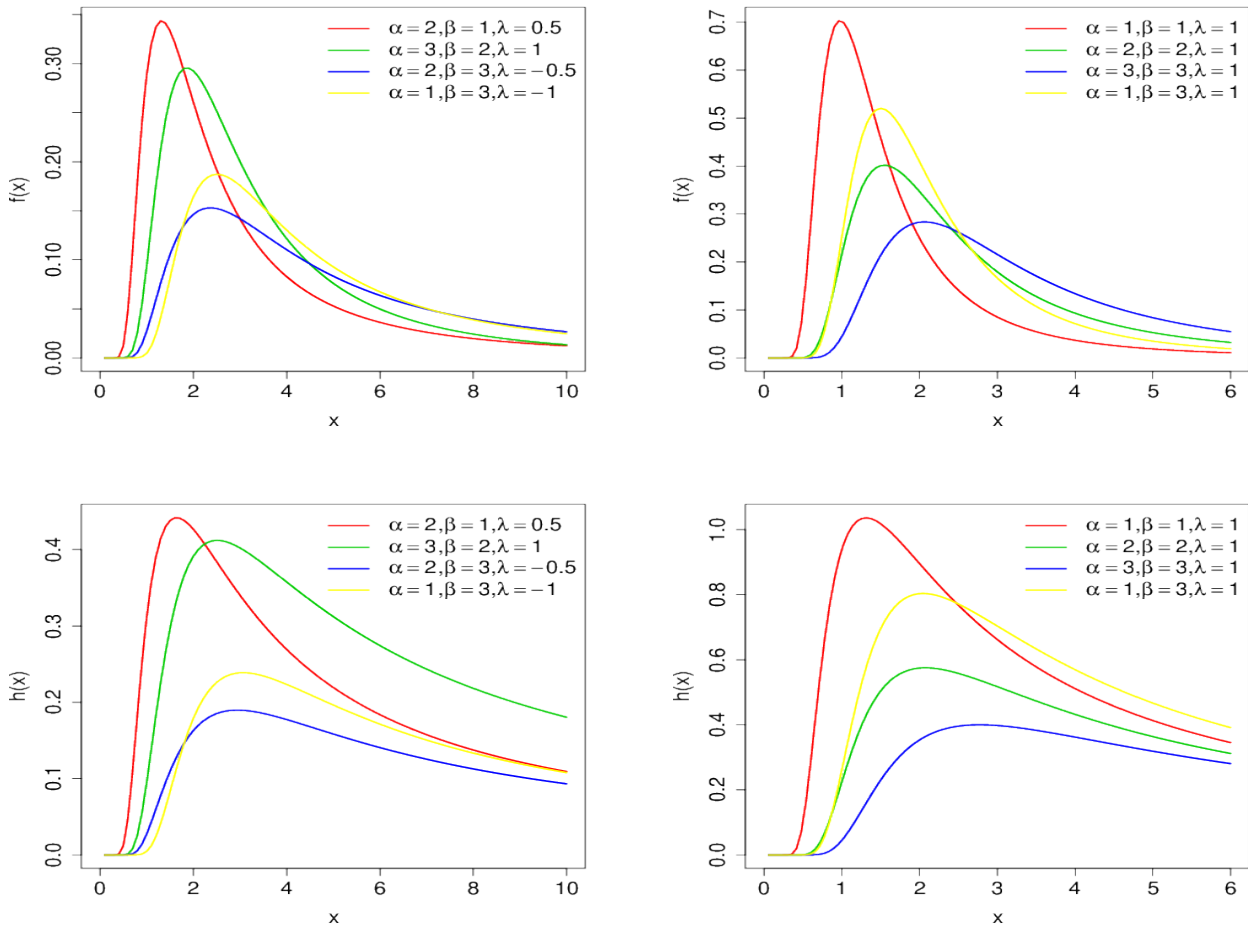 α = 2,β = 1,λ = 0.5
α = 3,β = 2,λ = 1
α = 2,β = 3,λ = −0.5
α = 1,β = 3,λ = −1
f(x)
0.00
0.10
0.20
0.30
0 2 4 6 8 10
x
α = 1,β = 1,λ = 1
α = 2,β = 2,λ = 1
α = 3,β = 3,λ = 1
α = 1,β = 3,λ = 1
f(x)
0.0
0.1
0.2
0.3
0.4
0.5
0.6
0.7
0 1 2 3 4 5 6
x
α = 2,β = 1,λ = 0.5
α = 3,β = 2,λ = 1
α = 2,β = 3,λ = −0.5
α = 1,β = 3,λ = −1
h(x)
0.0
0.1
0.2
0.3
0.4
0 2 4 6 8 10
x
α = 1,β = 1,λ = 1
α = 2,β = 2,λ = 1
α = 3,β = 3,λ = 1
α = 1,β = 3,λ = 1
h(x)
0.0
0.2
0.4
0.6
0.8
1.0
0 1 2 3 4 5 6
x